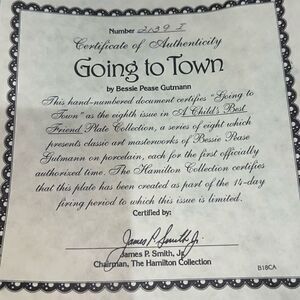 Number 2139 I
Certificate of Authenticity
Going to Town
by Bessie Pease Gutmann
This hand-numbered document certifies "Going to
Town" as the eighth issue in A Child's Best
Friend Plate Collection, a series of eight which
presents classic art masterworks of Bessie Pease
Gutmann on porcelain, each for the first officially
authorized time. The Hamilton Collection certifies
that this plate has been created as part of the 14-day
firing period to which this issue is limited.
Certified by:
James P. Smith Jr.
James P. Smith, Jr.
Chairman, The Hamilton Collection
B18CA